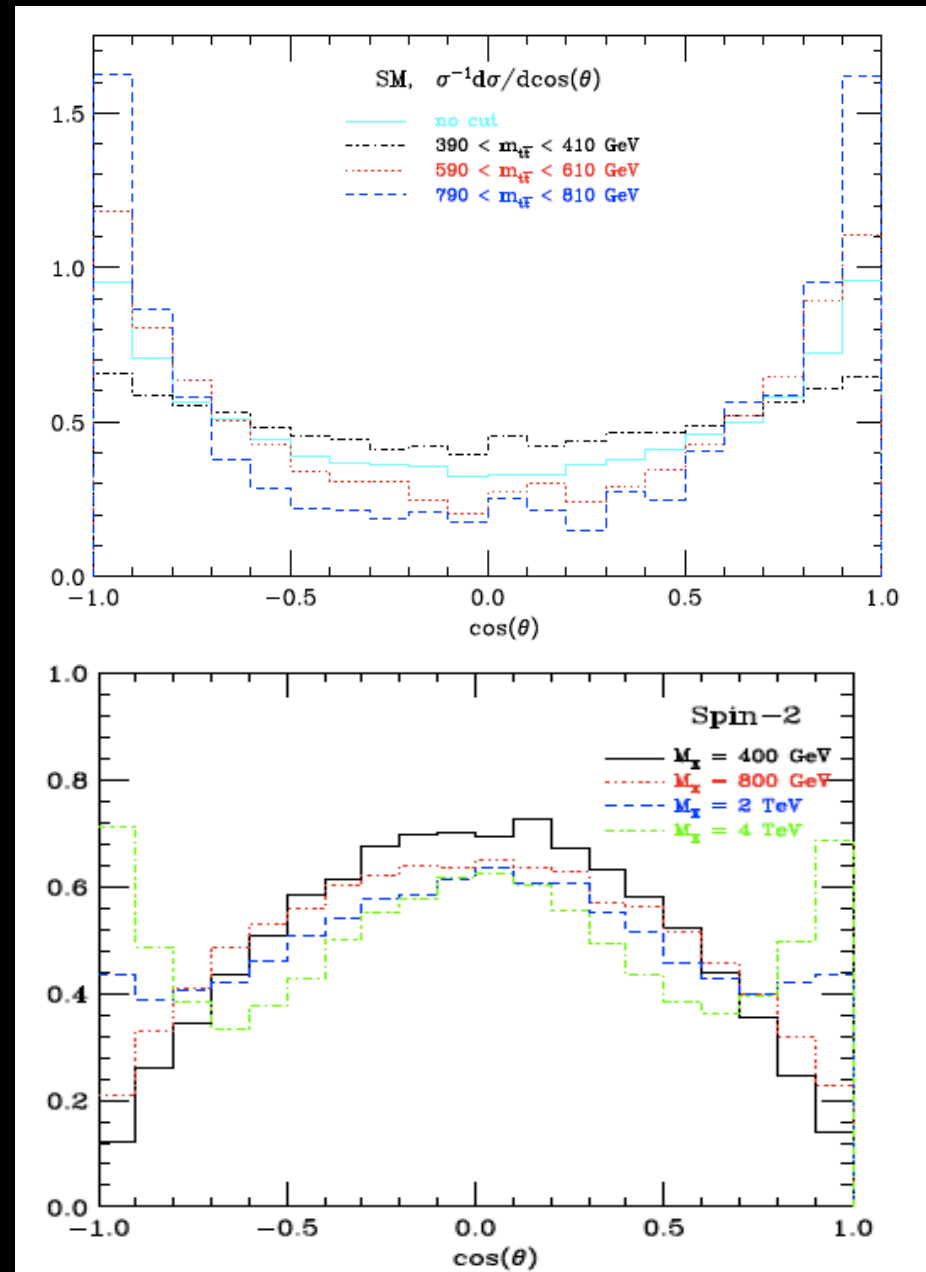 SM, σ⁻¹dσ/dcos(θ)
no cut
390 < m_tt̅ < 410 GeV
590 < m_tt̅ < 610 GeV
790 < m_tt̅ < 810 GeV
1.5
1.0
0.5
0.0
−1.0 −0.5 0.0 0.5 1.0
cos(θ)
1.0
Spin−2
M_X = 400 GeV
0.8
M_X = 800 GeV
M_X = 2 TeV
M_X = 4 TeV
0.6
0.4
0.2
0.0
−1.0 −0.5 0.0 0.5 1.0
cos(θ)